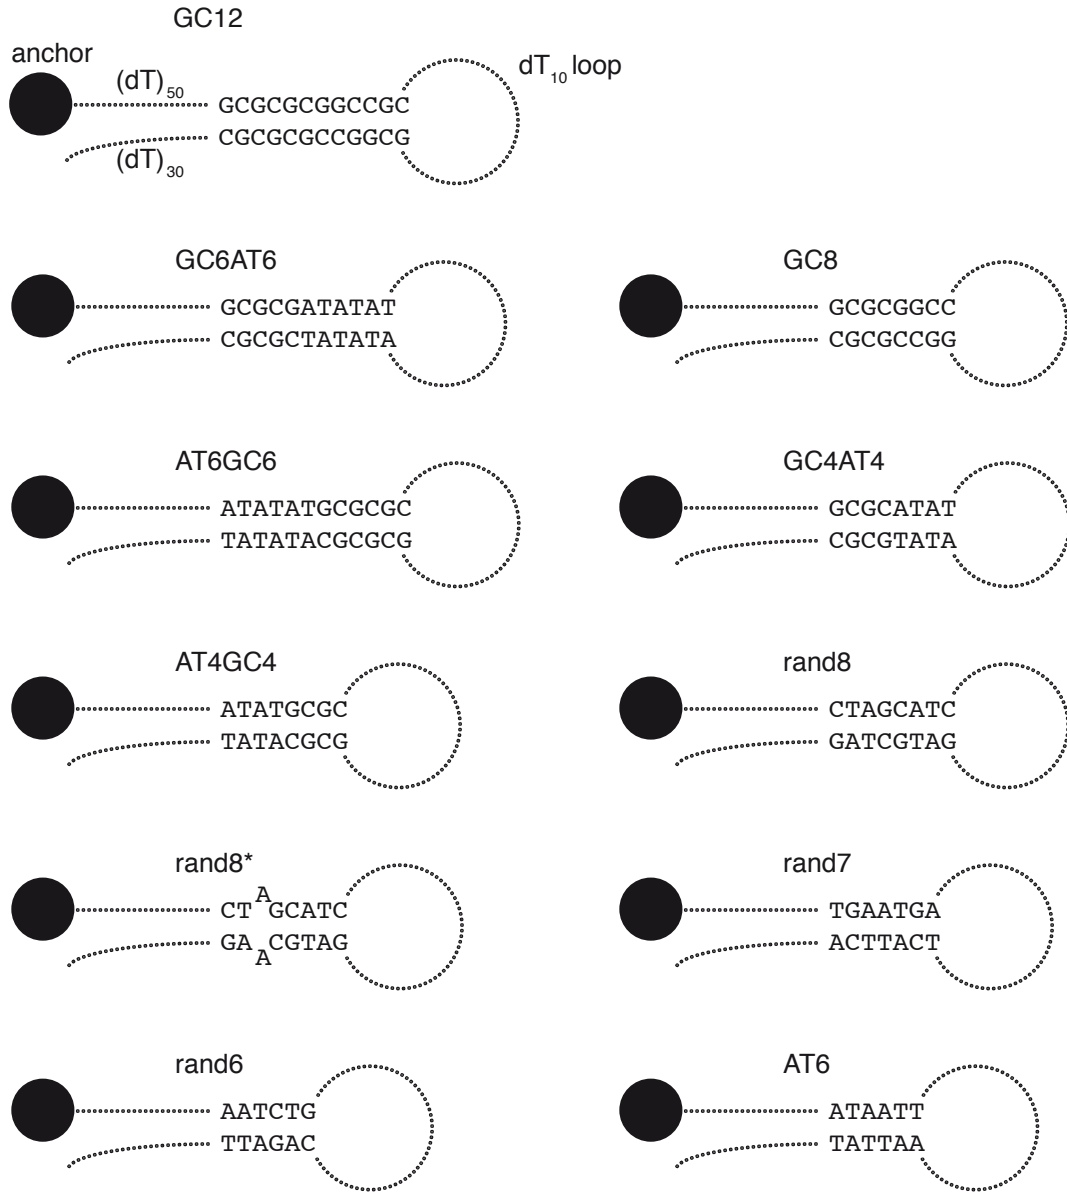 GC12
anchor
(dT)50
dT10 loop
GCGCGCGGCCGC
CGCGCGCCGGCG
(dT)30
GC6AT6
GCGCGATATAT
CGCGCTATATA
GC8
GCGCGGCC
CGCGCCGG
AT6GC6
ATATATGCGCGC
TATATACGCGCG
GC4AT4
GCGCATAT
CGCGTATA
AT4GC4
ATATGCGC
TATACGCG
rand8
CTAGCATC
GATCGTAG
rand8*
CTAGCATC
GAACGTAG
rand7
TGAATGA
ACTTACT
rand6
AATCTG
TTAGAC
AT6
ATAATT
TATTAA